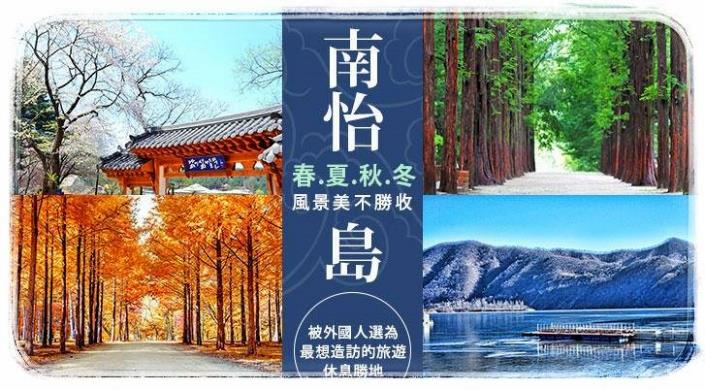 南怡
春.夏.秋.冬
風景美不勝收
島
被外國人選為
最想造訪的旅遊
休息勝地